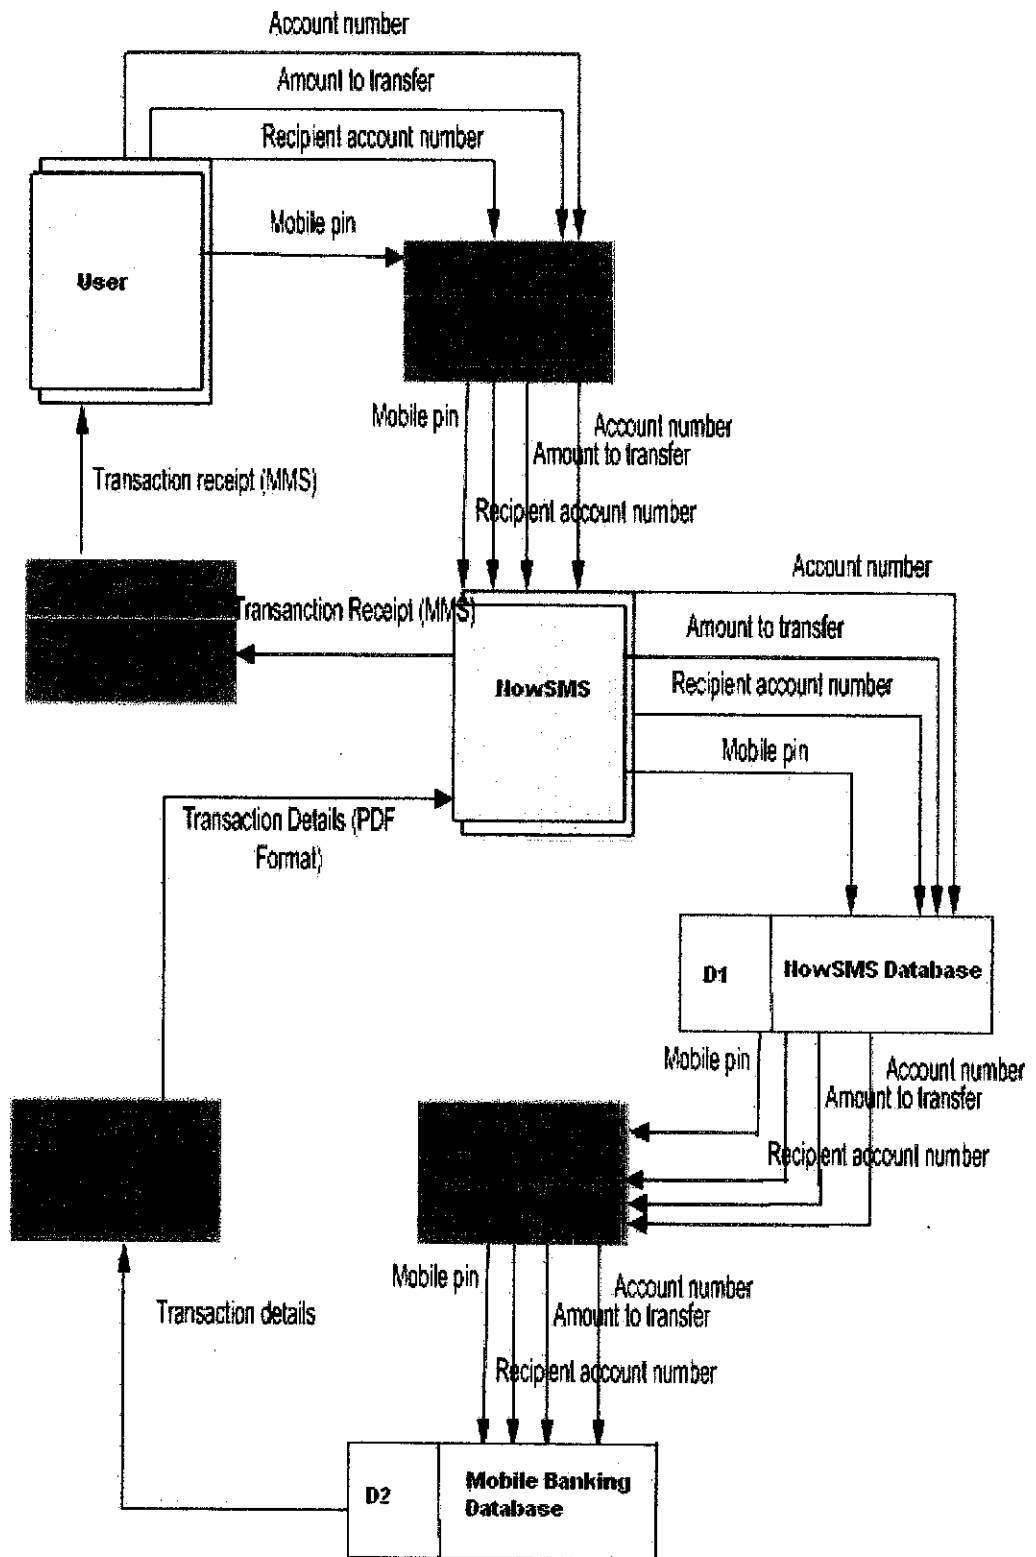 Account number
Amount to transfer
Recipient account number
Mobile pin
User
Mobile pin
Account number
Amount to transfer
Recipient account number
Transaction receipt (MMS)
Account number
Transanction Receipt (MMS)
Amount to transfer
NowSMS
Recipient account number
Mobile pin
Transaction Details (PDF
Format)
D1
NowSMS Database
Mobile pin
Account number
Amount to transfer
Recipient account number
Mobile pin
Account number
Amount to transfer
Transaction details
Recipient account number
D2
Mobile Banking
Database